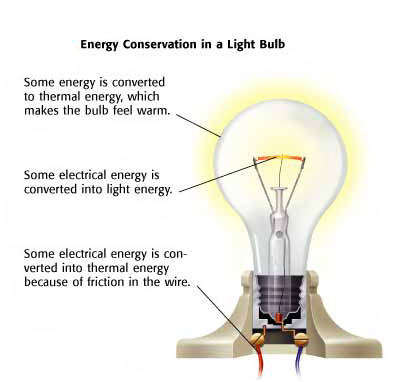 Energy Conservation in a Light Bulb
Some energy is converted
to thermal energy, which
makes the bulb feel warm.
Some electrical energy is
converted into light energy.
Some electrical energy is con-
verted into thermal energy
because of friction in the wire.